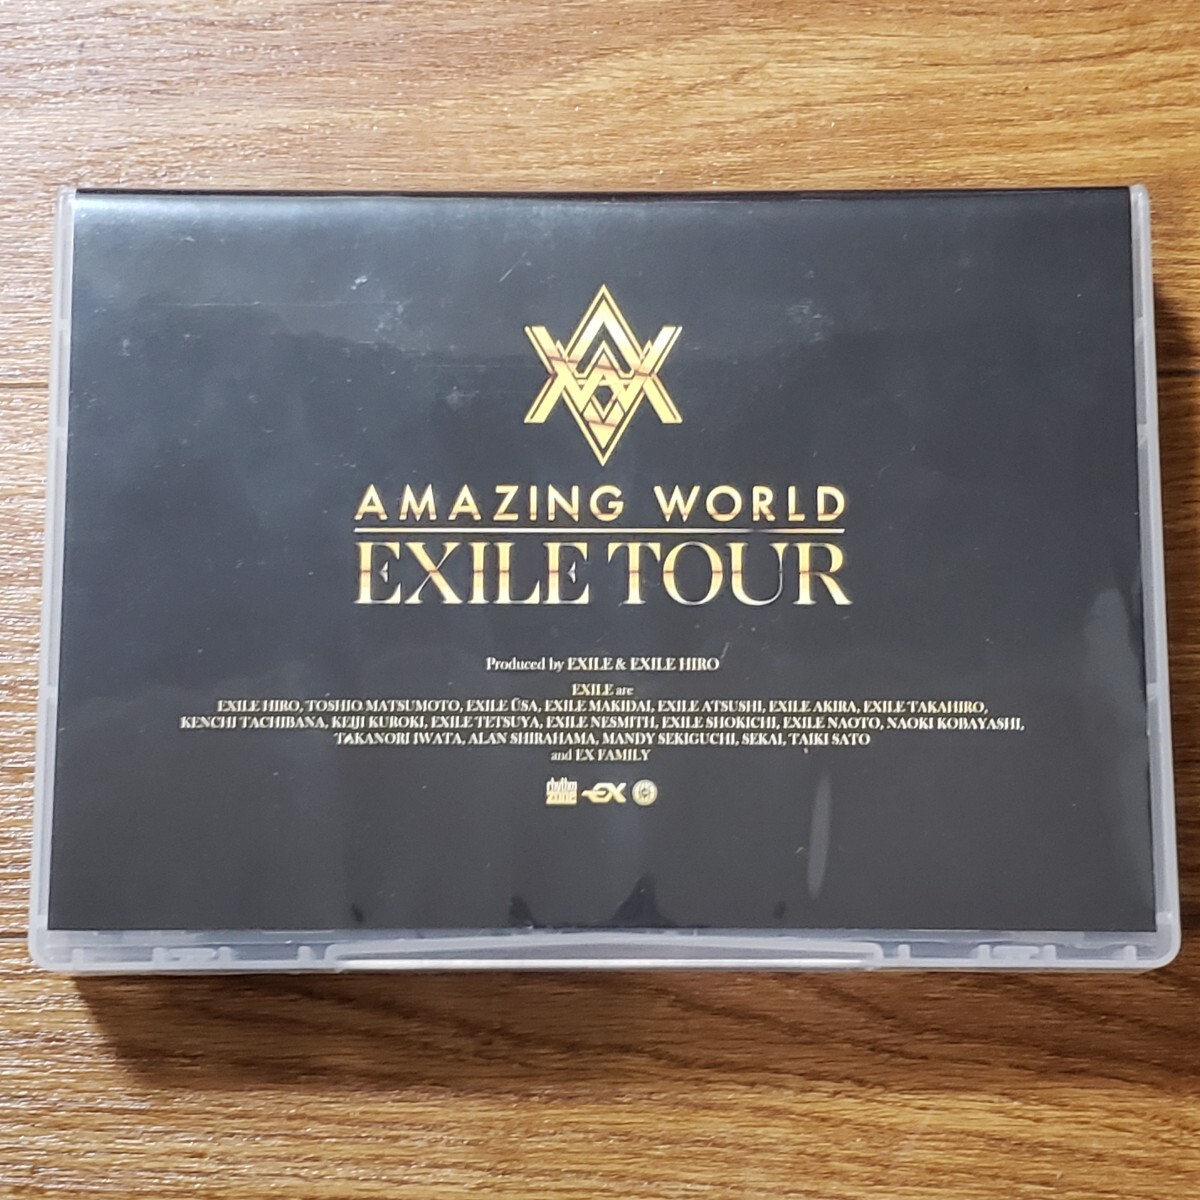 AMAZING WORLD
EXILE TOUR
Produced by EXILE & EXILE HIRO
EXILE are
EXILE HIRO, TOSHIO MATSUMOTO, EXILE ÜSA, EXILE MAKIDAI, EXILE ATSUSHI, EXILE AKIRA, EXILE TAKAHIRO,
KENCHI TACHIBANA, KEIJI KUROKI, EXILE TETSUYA, EXILE NESMITH, EXILE SHOKICHI, EXILE NAOTO, NAOKI KOBAYASHI,
TAKANORI IWATA, ALAN SHIRAHAMA, MANDY SEKIGUCHI, SEKAI, TAIKI SATO
and EX FAMILY
rhythm
zone
EX